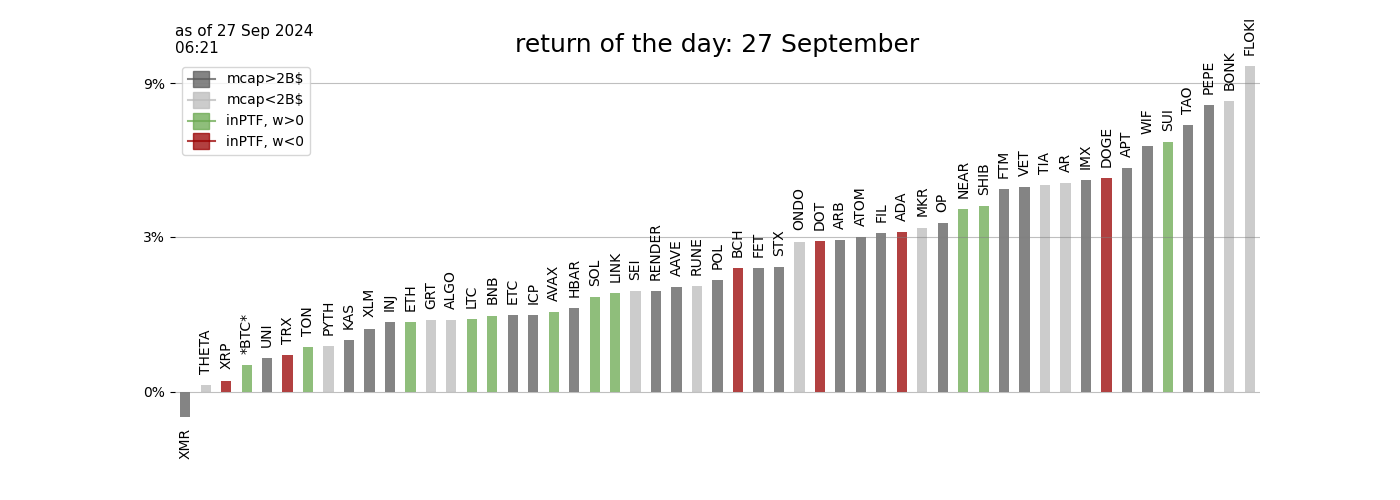 as of 27 Sep 2024
06:21
return of the day: 27 September
mcap>2B$
mcap<2B$
inPTF, w>0
inPTF, w<0
9%
3%
0%
XMR
THETA
XRP
*BTC*
UNI
TRX
TON
PYTH
KAS
XLM
INJ
ETH
GRT
ALGO
LTC
BNB
ETC
ICP
AVAX
HBAR
SOL
LINK
SEI
RENDER
AAVE
RUNE
POL
BCH
FET
STX
ONDO
DOT
ARB
ATOM
FIL
ADA
MKR
OP
NEAR
SHIB
FTM
VET
TIA
AR
IMX
DOGE
APT
WIF
SUI
TAO
PEPE
BONK
FLOKI